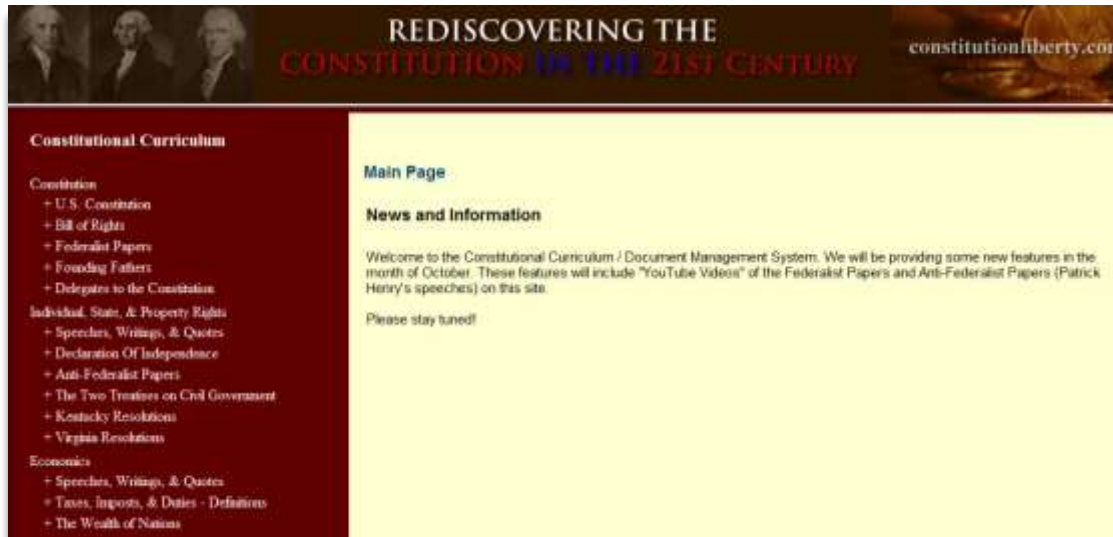 REDISCOVERING THE
CONSTITUTION IN THE 21ST CENTURY
constitutionliberty.com
Constitutional Curriculum
Constitution
+ U.S. Constitution
+ Bill of Rights
+ Federalist Papers
+ Founding Fathers
+ Delegates to the Constitution
Individual, State, & Property Rights
+ Speeches, Writings, & Quotes
+ Declaration Of Independence
+ Anti-Federalist Papers
+ The Two Treatises on Civil Government
+ Kentucky Resolutions
+ Virginia Resolutions
Economics
+ Speeches, Writings, & Quotes
+ Taxes, Imposts, & Duties - Definitions
+ The Wealth of Nations
Main Page
News and Information
Welcome to the Constitutional Curriculum / Document Management System. We will be providing some new features in the
month of October. These features will include "YouTube Videos" of the Federalist Papers and Anti-Federalist Papers (Patrick
Henry's speeches) on this site.
Please stay tuned!